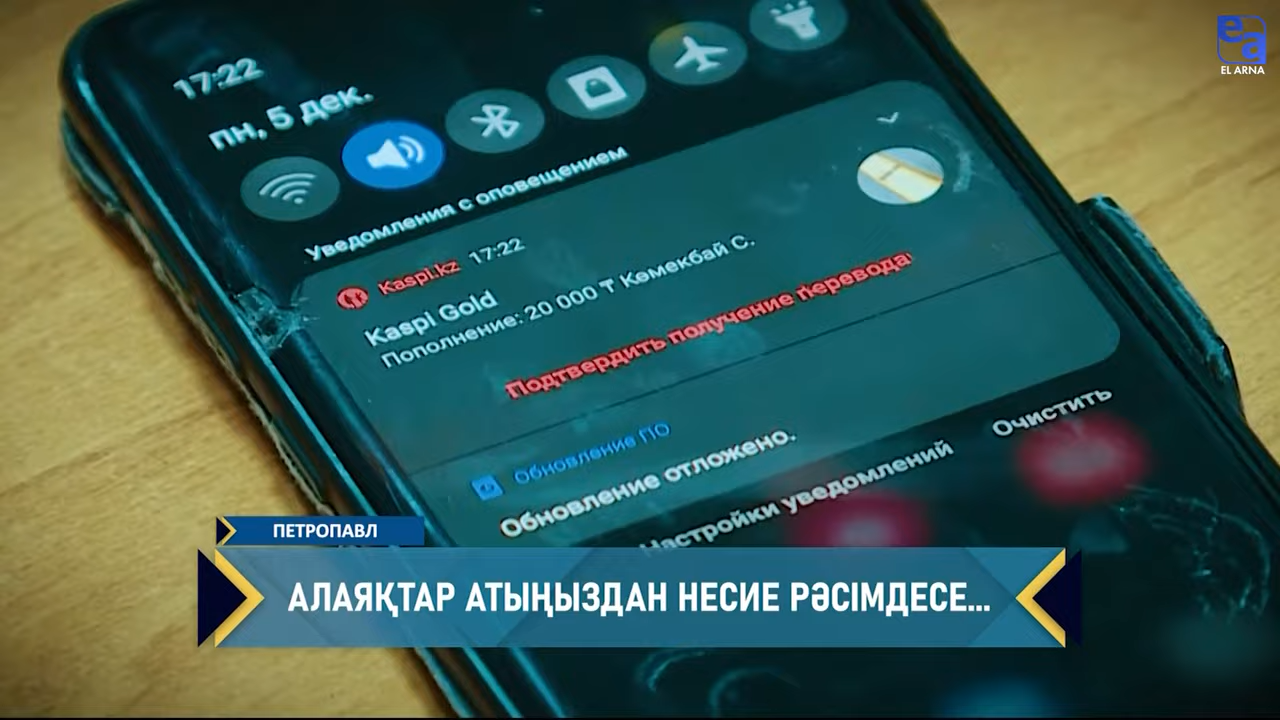 EL ARNA
17:22
пн, 5 дек.
Уведомления с оповещением
Kaspi.kz 17:22
Kaspi Gold
Пополнение: 20 000 ₸ Көмекбай С.
Подтвердить получение перевода
Обновление ПО
Обновление отложено.
Настройки уведомлений
Очистить
ПЕТРОПАВЛ
АЛАЯҚТАР АТЫҢЫЗДАН НЕСИЕ РӘСІМДЕСЕ...